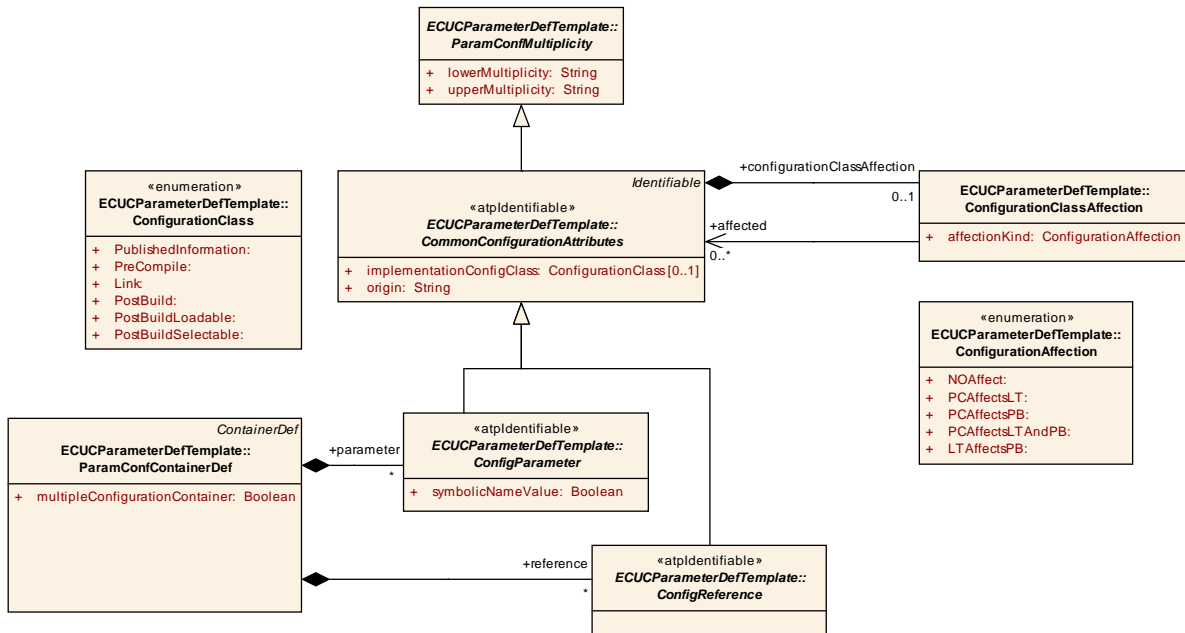 ECUCParameterDefTemplate::
ParamConfMultiplicity
+ lowerMultiplicity: String
+ upperMultiplicity: String
«enumeration»
ECUCParameterDefTemplate::
ConfigurationClass
+ PublishedInformation:
+ PreCompile:
+ Link:
+ PostBuild:
+ PostBuildLoadable:
+ PostBuildSelectable:
Identifiable
«atpIdentifiable»
ECUCParameterDefTemplate::
CommonConfigurationAttributes
+ implementationConfigClass: ConfigurationClass [0..1]
+ origin: String
+configurationClassAffection
0..1
+affected
0..*
ECUCParameterDefTemplate::
ConfigurationClassAffection
+ affectionKind: ConfigurationAffection
«enumeration»
ECUCParameterDefTemplate::
ConfigurationAffection
+ NOAffect:
+ PCAffectsLT:
+ PCAffectsPB:
+ PCAffectsLTAndPB:
+ LTAffectsPB:
ContainerDef
ECUCParameterDefTemplate::
ParamConfContainerDef
+ multipleConfigurationContainer: Boolean
+parameter
*
«atpIdentifiable»
ECUCParameterDefTemplate::
ConfigParameter
+ symbolicNameValue: Boolean
+reference
*
«atpIdentifiable»
ECUCParameterDefTemplate::
ConfigReference